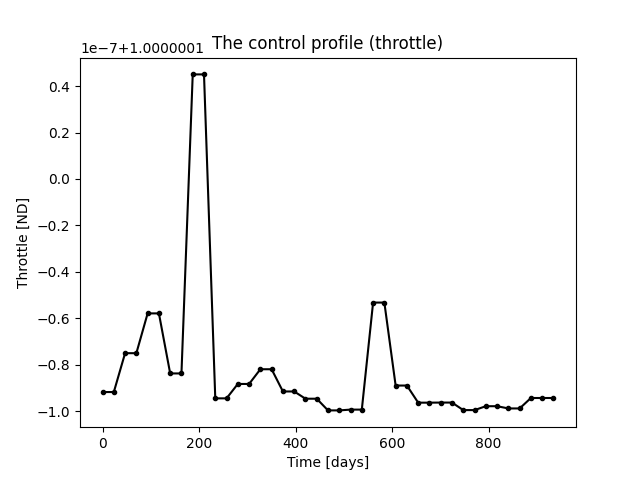 The control profile (throttle)
1e−7+1.0000001
0.4
0.2
0.0
−0.2
−0.4
−0.6
−0.8
−1.0
Throttle [ND]
0 200 400 600 800
Time [days]